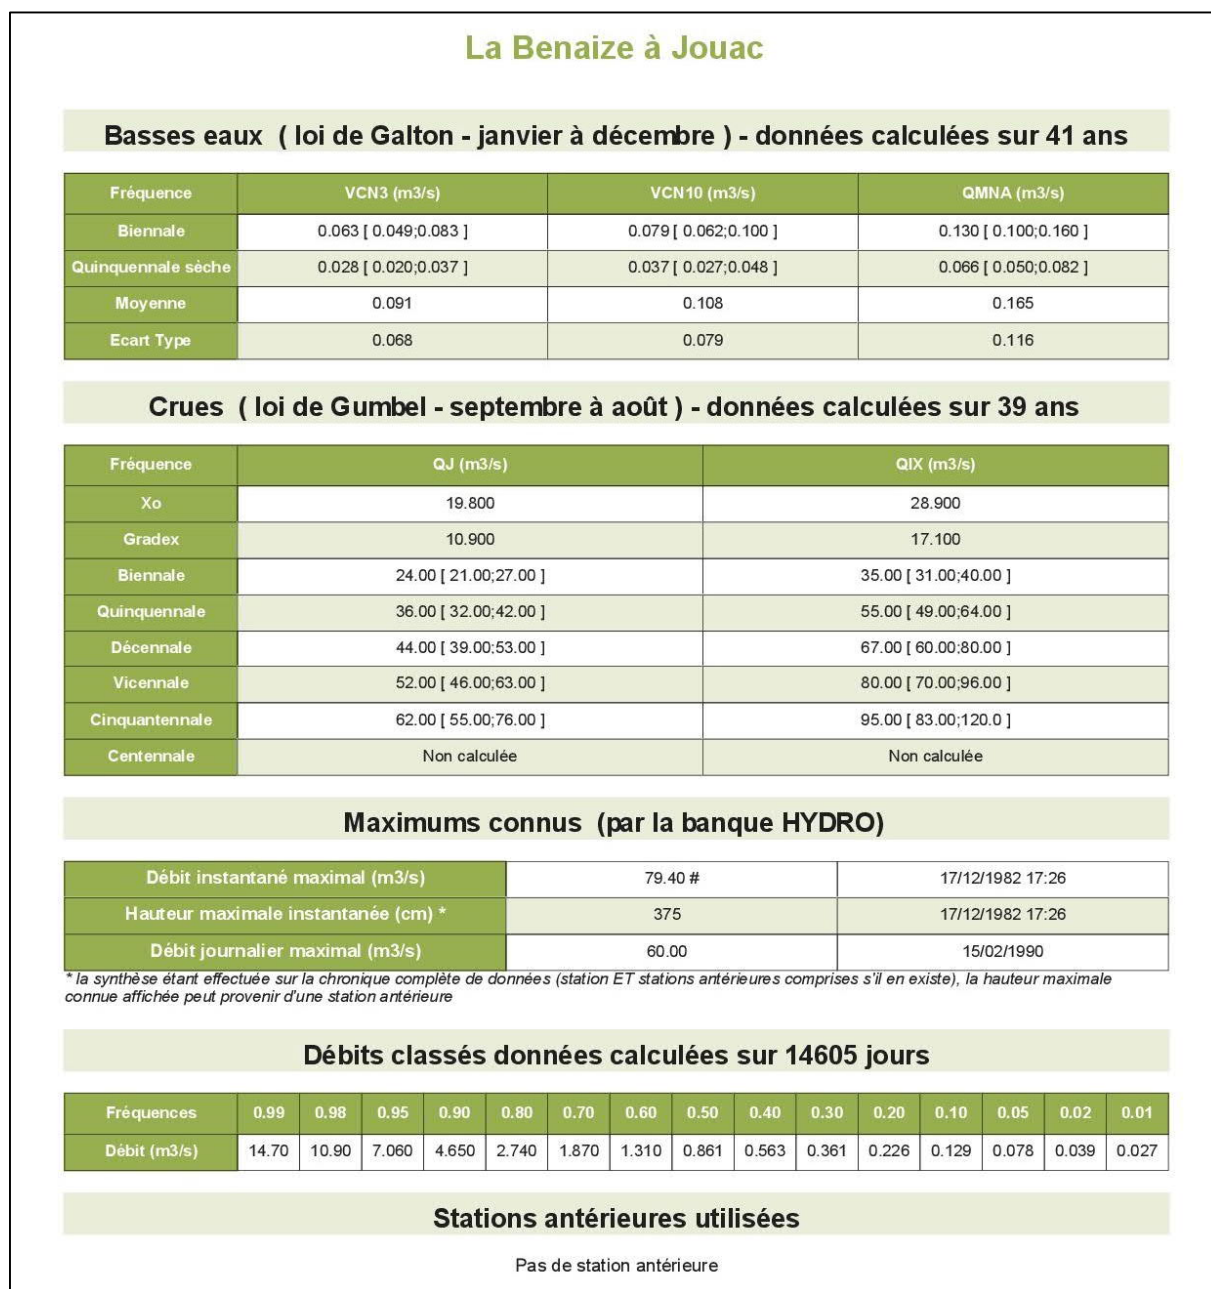 La Benaize à Jouac
Basses eaux ( loi de Galton - janvier à décembre ) - données calculées sur 41 ans
Fréquence VCN3 (m3/s) VCN10 (m3/s) QMNA (m3/s)
Biennale 0.063 [ 0.049;0.083 ] 0.079 [ 0.062;0.100 ] 0.130 [ 0.100;0.160 ]
Quinquennale sèche 0.028 [ 0.020;0.037 ] 0.037 [ 0.027;0.048 ] 0.066 [ 0.050;0.082 ]
Moyenne 0.091 0.108 0.165
Ecart Type 0.068 0.079 0.116
Crues ( loi de Gumbel - septembre à août ) - données calculées sur 39 ans
Fréquence QJ (m3/s) QIX (m3/s)
Xo 19.800 28.900
Gradex 10.900 17.100
Biennale 24.00 [ 21.00;27.00 ] 35.00 [ 31.00;40.00 ]
Quinquennale 36.00 [ 32.00;42.00 ] 55.00 [ 49.00;64.00 ]
Décennale 44.00 [ 39.00;53.00 ] 67.00 [ 60.00;80.00 ]
Vicennale 52.00 [ 46.00;63.00 ] 80.00 [ 70.00;96.00 ]
Cinquantennale 62.00 [ 55.00;76.00 ] 95.00 [ 83.00;120.0 ]
Centennale Non calculée Non calculée
Maximums connus (par la banque HYDRO)
Débit instantané maximal (m3/s) 79.40 # 17/12/1982 17:26
Hauteur maximale instantanée (cm) * 375 17/12/1982 17:26
Débit journalier maximal (m3/s) 60.00 15/02/1990
* la synthèse étant effectuée sur la chronique complète de données (station ET stations antérieures comprises s'il en existe), la hauteur maximale
connue affichée peut provenir d'une station antérieure
Débits classés données calculées sur 14605 jours
Fréquences 0.99 0.98 0.95 0.90 0.80 0.70 0.60 0.50 0.40 0.30 0.20 0.10 0.05 0.02 0.01
Débit (m3/s) 14.70 10.90 7.060 4.650 2.740 1.870 1.310 0.861 0.563 0.361 0.226 0.129 0.078 0.039 0.027
Stations antérieures utilisées
Pas de station antérieure